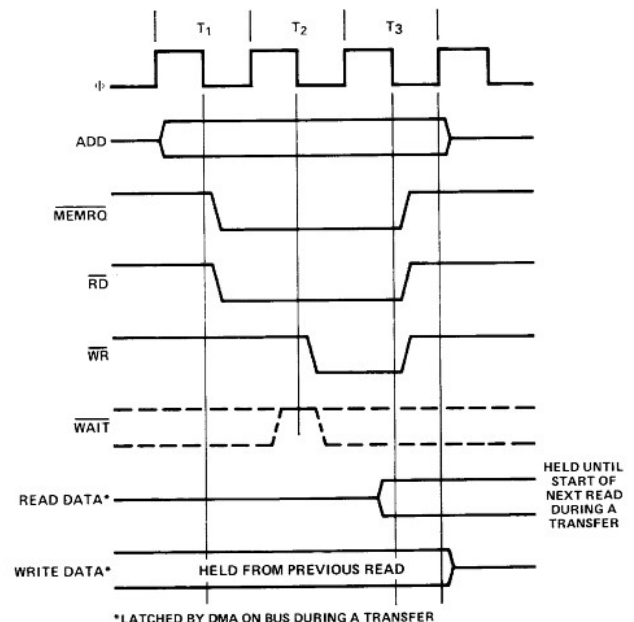 T1 T2 T3
Φ
ADD
MEMRQ
RD
WR
WAIT
READ DATA*
HELD UNTIL
START OF
NEXT READ
DURING A
TRANSFER
WRITE DATA*
HELD FROM PREVIOUS READ
*LATCHED BY DMA ON BUS DURING A TRANSFER